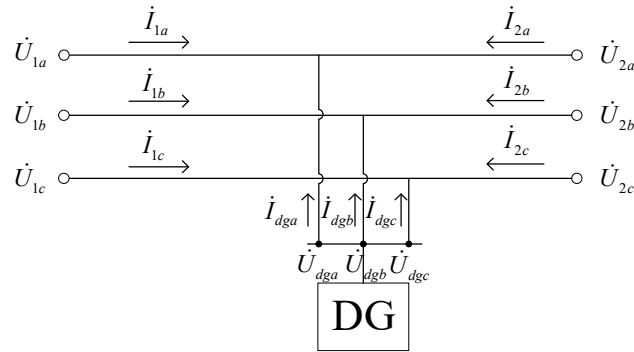 İ₁ₐ İ₂ₐ
U̇₁ₐ U̇₂ₐ
İ₁b İ₂b
U̇₁b U̇₂b
İ₁c İ₂c
U̇₁c U̇₂c
İdga İdgb İdgc
U̇dga U̇dgb U̇dgc
DG